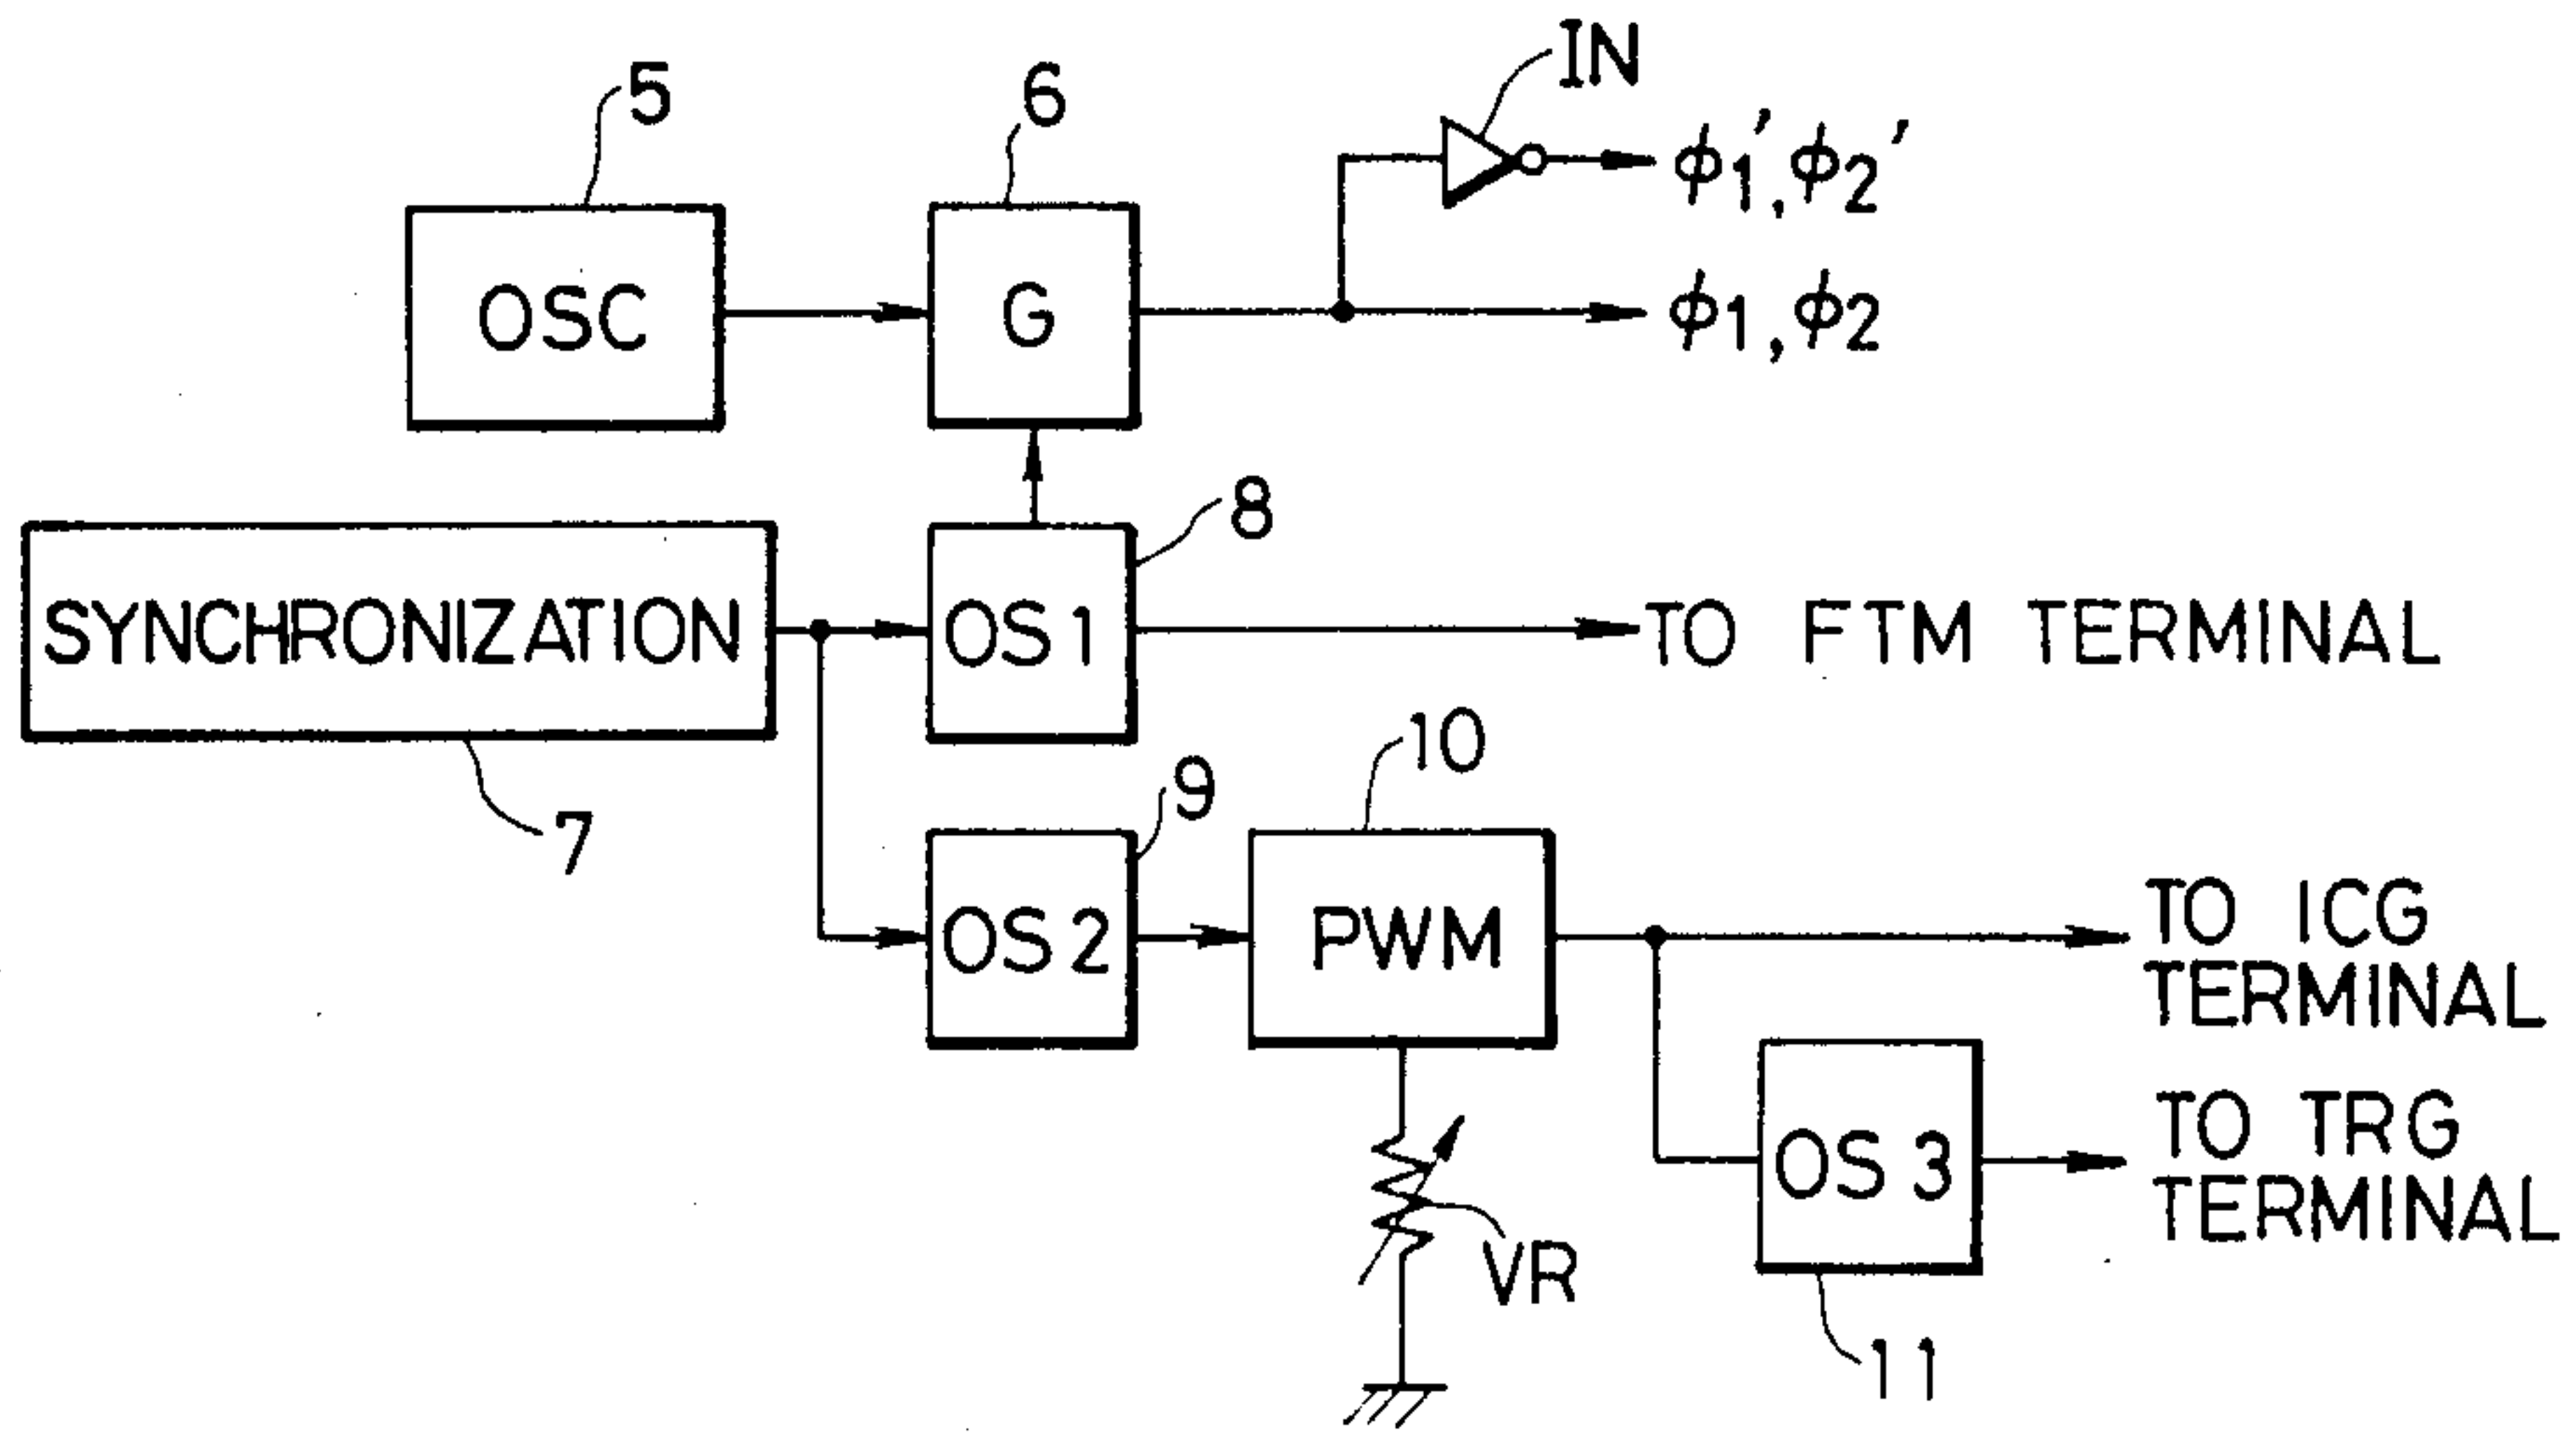 IN
5
6
ϕ1′, ϕ2′
OSC
G
ϕ1, ϕ2
8
SYNCHRONIZATION
OS1
TO FTM TERMINAL
7
9
10
OS2
PWM
TO ICG
TERMINAL
OS3
TO TRG
TERMINAL
VR
11